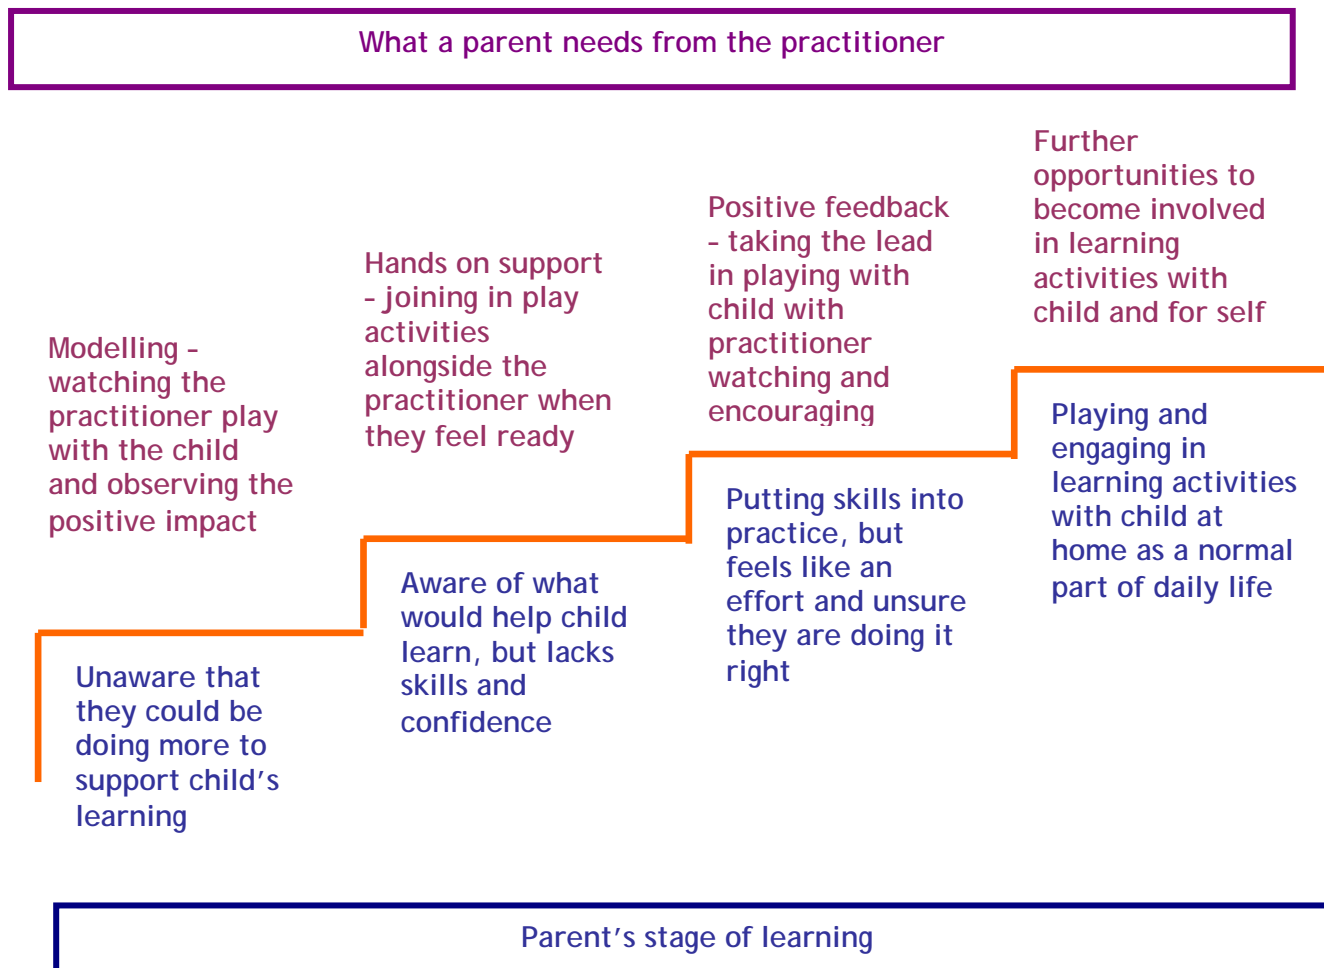 What a parent needs from the practitioner
Modelling –
watching the
practitioner play
with the child
and observing the
positive impact
Hands on support
– joining in play
activities
alongside the
practitioner when
they feel ready
Positive feedback
– taking the lead
in playing with
child with
practitioner
watching and
encouraging
Further
opportunities to
become involved
in learning
activities with
child and for self
Unaware that
they could be
doing more to
support child’s
learning
Aware of what
would help child
learn, but lacks
skills and
confidence
Putting skills into
practice, but
feels like an
effort and unsure
they are doing it
right
Playing and
engaging in
learning activities
with child at
home as a normal
part of daily life
Parent’s stage of learning